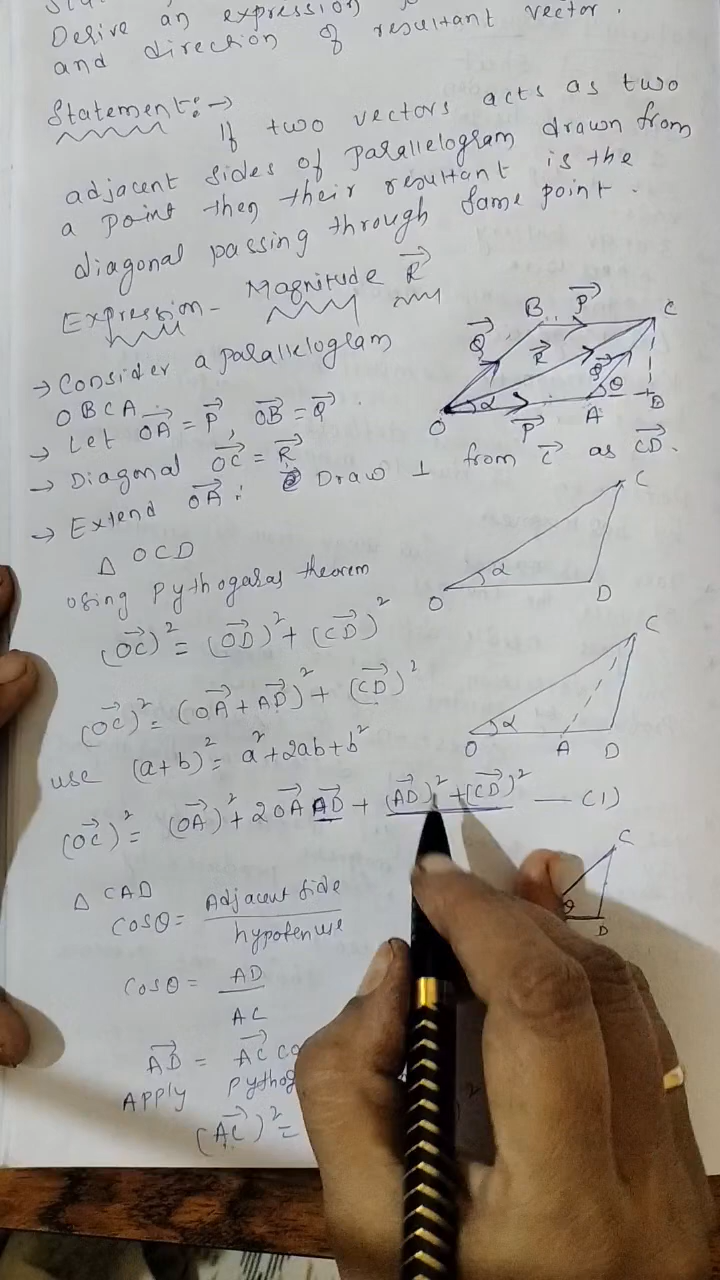 Derive an expression
and direction of resultant vector.
Statement:→
If two vectors acts as two
adjacent sides of parallelogram drawn from
a point then their resultant is the
diagonal passing through same point.
Expression- Magnitude R⃗
→ Consider a parallelogram
OBCA.
→ Let OA⃗ = P⃗, OB⃗ = Q⃗.
→ Diagonal OC⃗ = R⃗
→ Extend OA⃗: Draw ⊥ from C⃗ as CD⃗.
B P⃗ C
Q⃗ R⃗ Q⃗ θ
O α P⃗ A D
Δ OCD
using pythogaras theorem
(OC⃗)² = (OD⃗)² + (CD⃗)²
C
O α D
(OC⃗)² = (OA⃗ + AD⃗)² + (CD⃗)²
use (a+b)² = a² + 2ab + b²
C
O α A D
(OC⃗)² = (OA⃗)² + 2OA⃗ AD⃗ + (AD⃗)² + (CD⃗)² — (1)
Δ CAD
Cosθ = Adjacent side
hypotenuse
C
θ D
Cosθ = AD
AC
AD⃗ = AC⃗
Apply
(AC⃗)² =